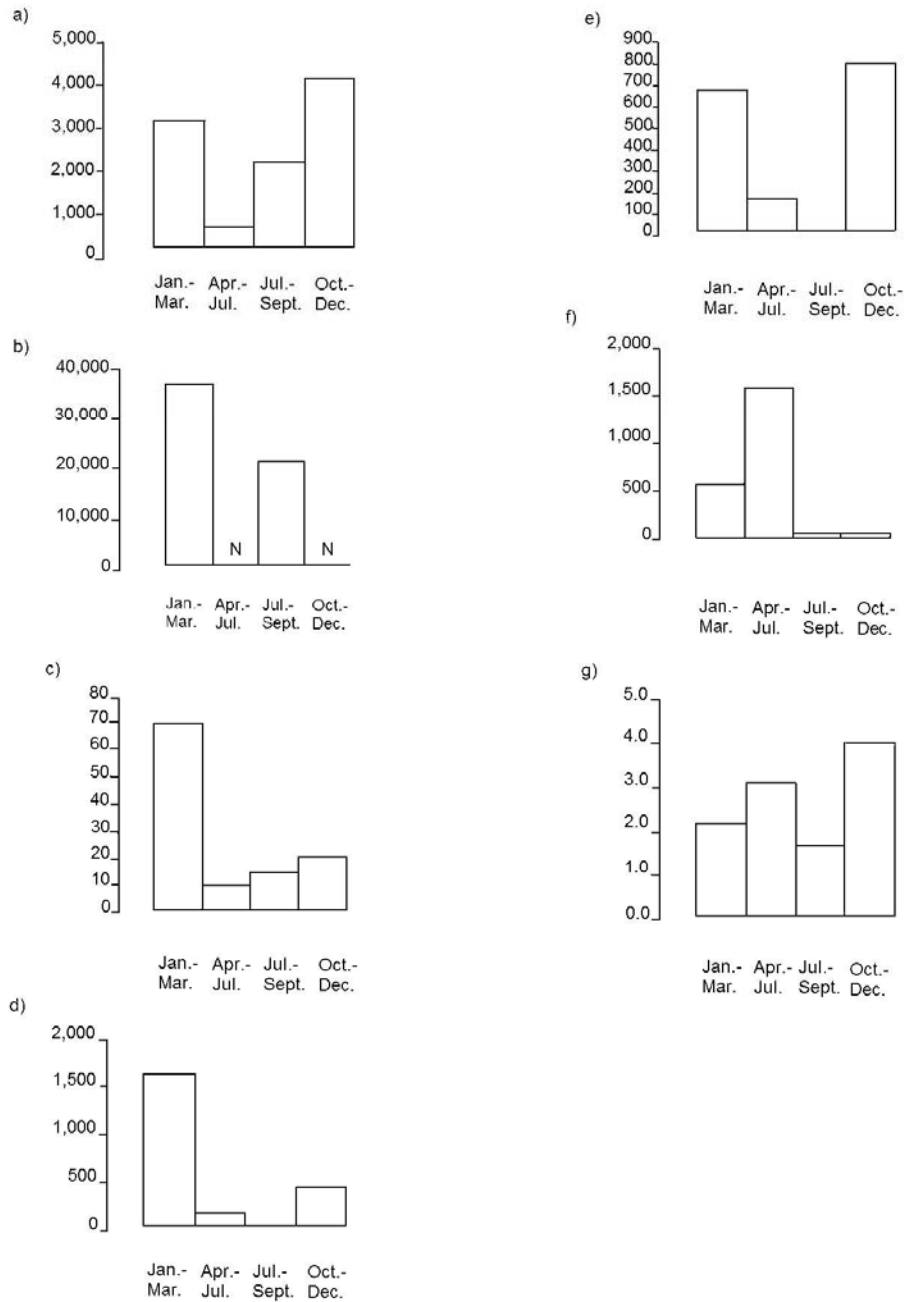 a)
5,000
4,000
3,000
2,000
1,000
0
Jan.- Apr.- Jul.- Oct.-
Mar. Jul. Sept. Dec.
b)
40,000
30,000
20,000
10,000
0
N N
Jan.- Apr.- Jul.- Oct.-
Mar. Jul. Sept. Dec.
c)
80
70
60
50
40
30
20
10
0
Jan.- Apr.- Jul.- Oct.-
Mar. Jul. Sept. Dec.
d)
2,000
1,500
1,000
500
0
Jan.- Apr.- Jul.- Oct.-
Mar. Jul. Sept. Dec.
e)
900
800
700
600
500
400
300
200
100
0
Jan.- Apr.- Jul.- Oct.-
Mar. Jul. Sept. Dec.
f)
2,000
1,500
1,000
500
0
Jan.- Apr.- Jul.- Oct.-
Mar. Jul. Sept. Dec.
g)
5.0
4.0
3.0
2.0
1.0
0.0
Jan.- Apr.- Jul.- Oct.-
Mar. Jul. Sept. Dec.